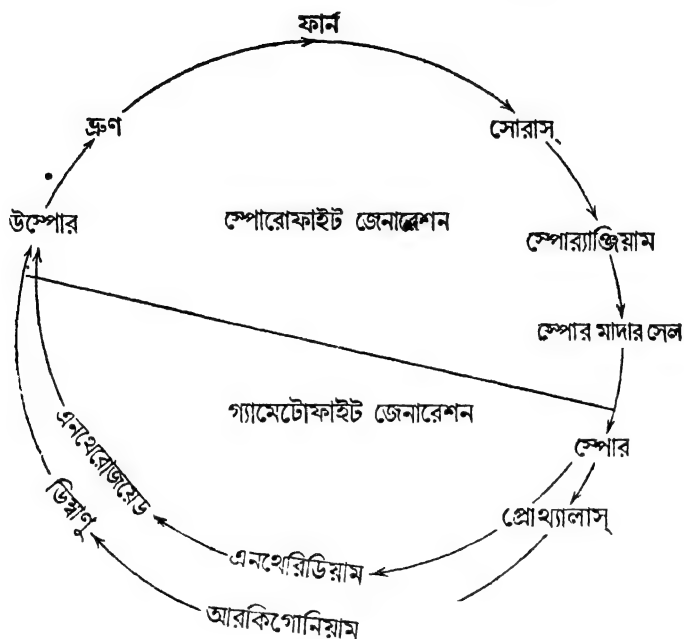 ফার্ন
ভ্রুণ
সোরাস্
উস্পোর
স্পোরোফাইট জেনারেশন
স্পোর‍্যাঞ্জিয়াম
স্পোর মাদার সেল
গ্যামেটোফাইট জেনারেশন
স্পোর
এনথেরোজয়েড
ডিম্বাণু
প্রোথ্যালাস্
এনথেরিডিয়াম
আরকিগোনিয়াম